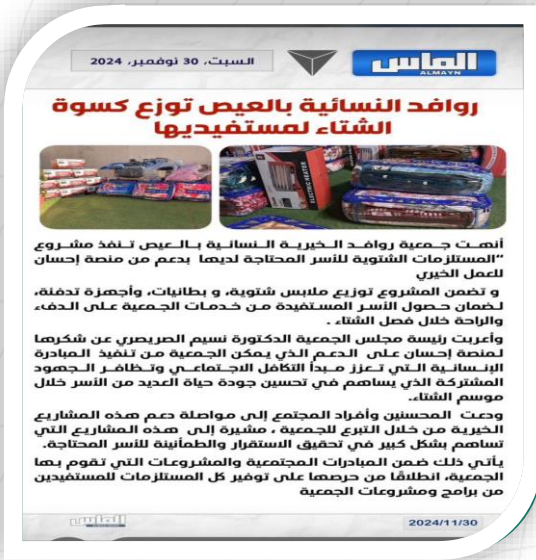 الماس
ALMAYN
السبت، 30 نوفمبر، 2024
روافد النسائية بالعيص توزع كسوة
الشتاء لمستفيديها
ELECTRIC HEATER
أنهت جمعية روافد الخيرية النسائية بالعيص تنفذ مشروع
"المستلزمات الشتوية للأسر المحتاجة لديها بدعم من منصة إحسان
للعمل الخيري
و تضمن المشروع توزيع ملابس شتوية، و بطانيات، وأجهزة تدفئة،
لضمان حصول الأسر المستفيدة من خدمات الجمعية على الدفء
والراحة خلال فصل الشتاء .
وأعربت رئيسة مجلس الجمعية الدكتورة نسيم الصريصري عن شكرها
لمنصة إحسان على الدعم الذي يمكن الجمعية من تنفيذ المبادرة
الإنسانية التي تعزز مبدأ التكافل الاجتماعي وتظافر الجهود
المشتركة الذي يساهم في تحسين جودة حياة العديد من الأسر خلال
موسم الشتاء.
ودعت المحسنين وأفراد المجتمع إلى مواصلة دعم هذه المشاريع
الخيرية من خلال التبرع للجمعية ، مشيرة إلى هذه المشاريع التي
تساهم بشكل كبير في تحقيق الاستقرار والطمأنينة للأسر المحتاجة.
يأتي ذلك ضمن المبادرات المجتمعية والمشروعات التي تقوم بها
الجمعية، انطلاقًا من حرصها على توفير كل المستلزمات للمستفيدين
من برامج ومشروعات الجمعية
الماس
2024/11/30